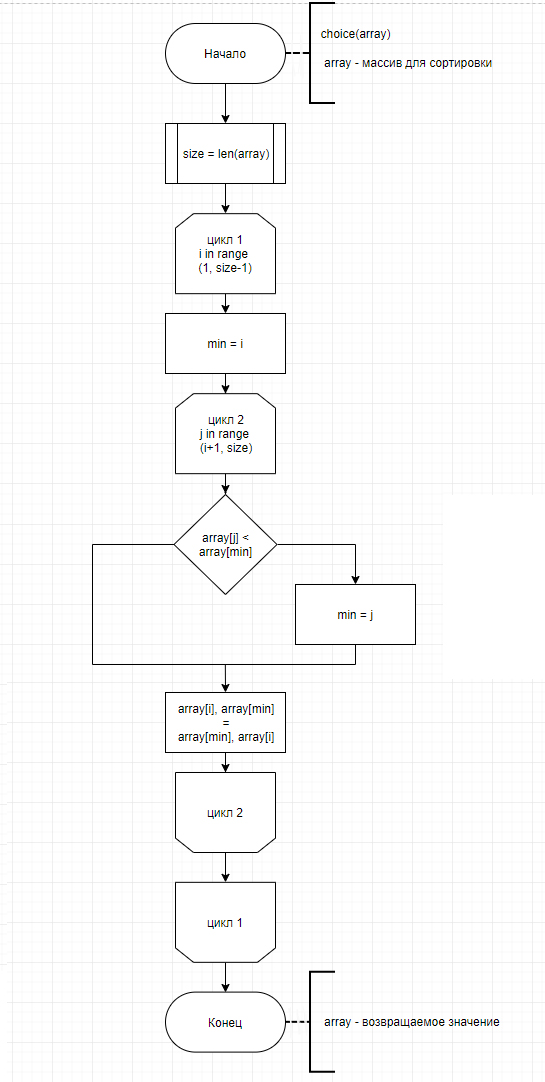 Начало
choice(array)
array - массив для сортировки
size = len(array)
цикл 1
i in range
(1, size-1)
min = i
цикл 2
j in range
(i+1, size)
array[j] <
array[min]
min = j
array[i], array[min]
=
array[min], array[i]
цикл 2
цикл 1
Конец
array - возвращаемое значение